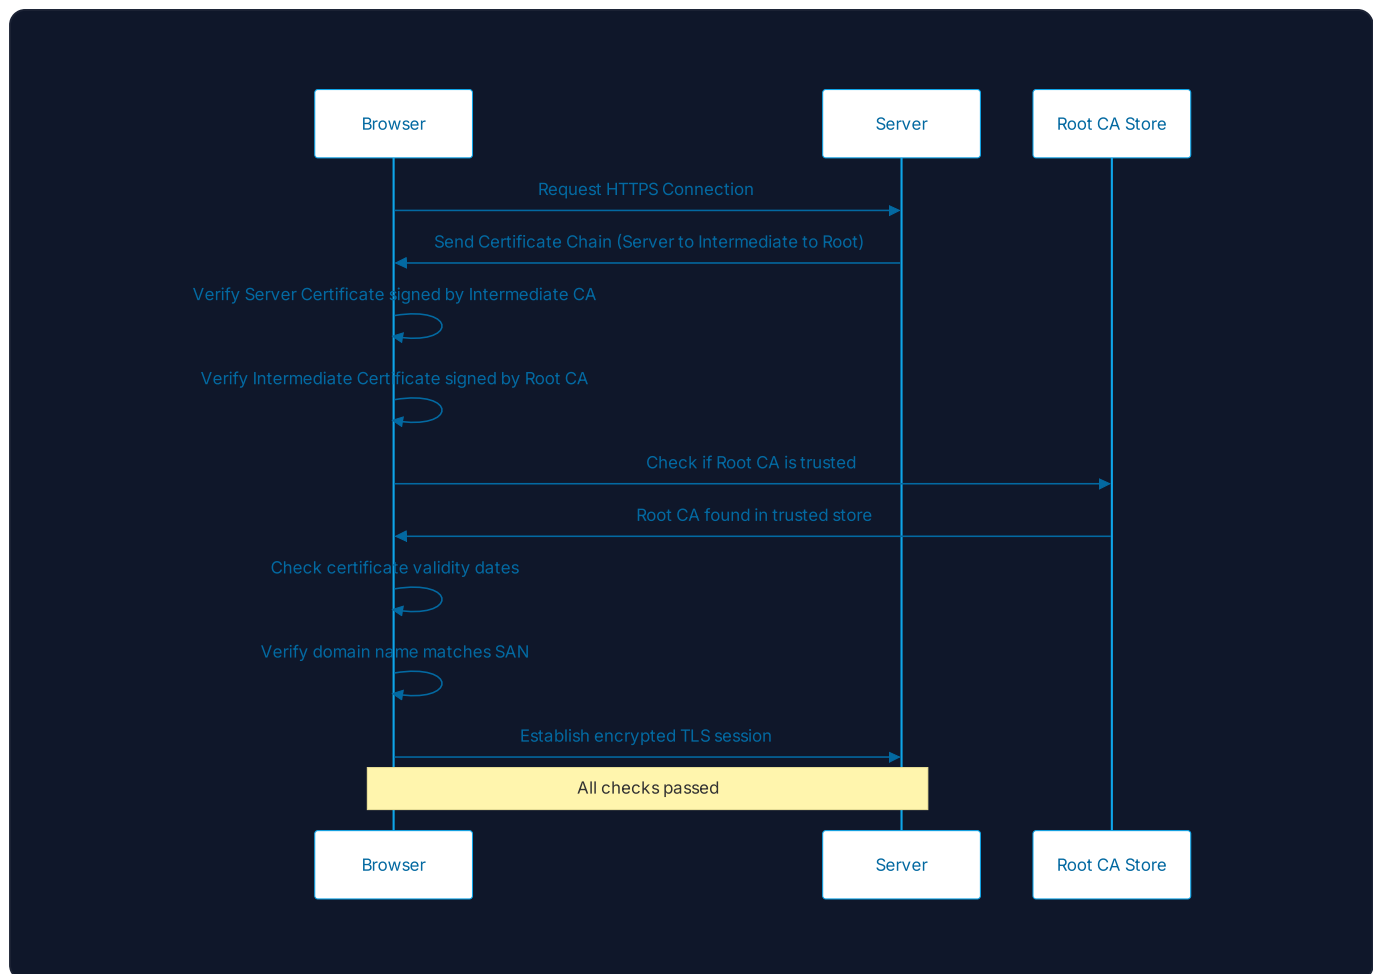 Browser
Server
Root CA Store
Request HTTPS Connection
Send Certificate Chain (Server to Intermediate to Root)
Verify Server Certificate signed by Intermediate CA
Verify Intermediate Certificate signed by Root CA
Check if Root CA is trusted
Root CA found in trusted store
Check certificate validity dates
Verify domain name matches SAN
Establish encrypted TLS session
All checks passed
Browser
Server
Root CA Store